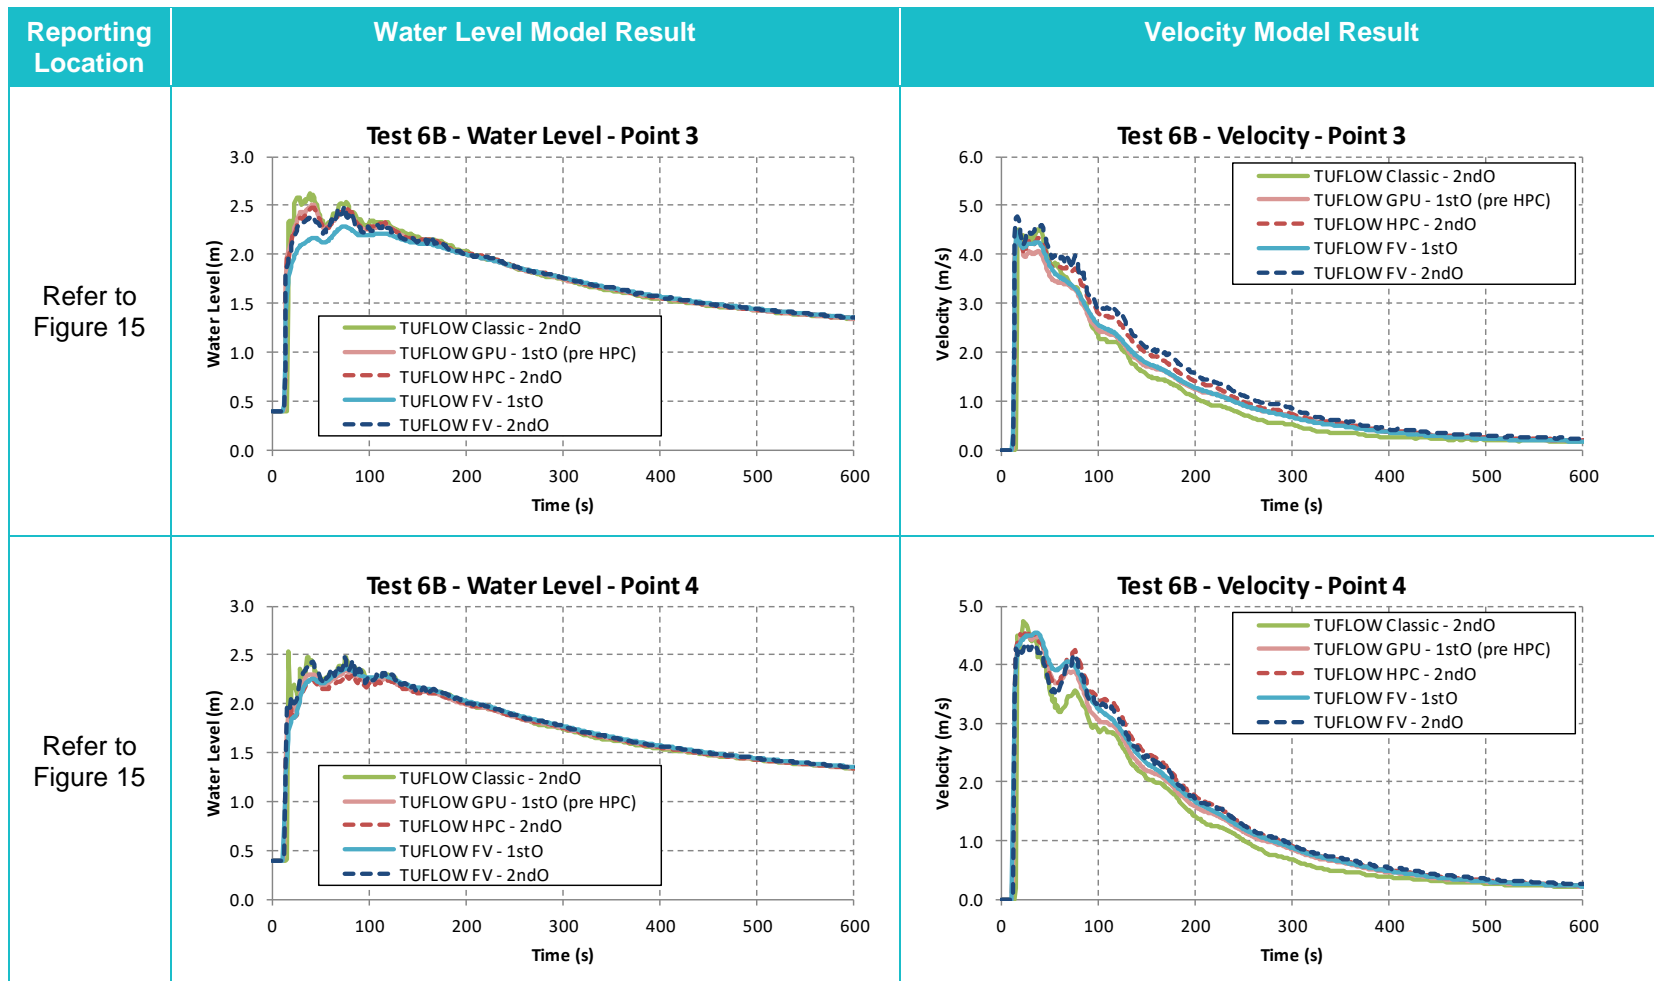 Reporting Location
Water Level Model Result
Velocity Model Result
Refer to
Figure 15
Test 6B - Water Level - Point 3
Water Level (m)
3.0
2.5
2.0
1.5
1.0
0.5
0.0
TUFLOW Classic - 2ndO
TUFLOW GPU - 1stO (pre HPC)
TUFLOW HPC - 2ndO
TUFLOW FV - 1stO
TUFLOW FV - 2ndO
0 100 200 300 400 500 600
Time (s)
Test 6B - Velocity - Point 3
Velocity (m/s)
6.0
5.0
4.0
3.0
2.0
1.0
0.0
TUFLOW Classic - 2ndO
TUFLOW GPU - 1stO (pre HPC)
TUFLOW HPC - 2ndO
TUFLOW FV - 1stO
TUFLOW FV - 2ndO
0 100 200 300 400 500 600
Time (s)
Refer to
Figure 15
Test 6B - Water Level - Point 4
Water Level (m)
3.0
2.5
2.0
1.5
1.0
0.5
0.0
TUFLOW Classic - 2ndO
TUFLOW GPU - 1stO (pre HPC)
TUFLOW HPC - 2ndO
TUFLOW FV - 1stO
TUFLOW FV - 2ndO
0 100 200 300 400 500 600
Time (s)
Test 6B - Velocity - Point 4
Velocity (m/s)
5.0
4.0
3.0
2.0
1.0
0.0
TUFLOW Classic - 2ndO
TUFLOW GPU - 1stO (pre HPC)
TUFLOW HPC - 2ndO
TUFLOW FV - 1stO
TUFLOW FV - 2ndO
0 100 200 300 400 500 600
Time (s)